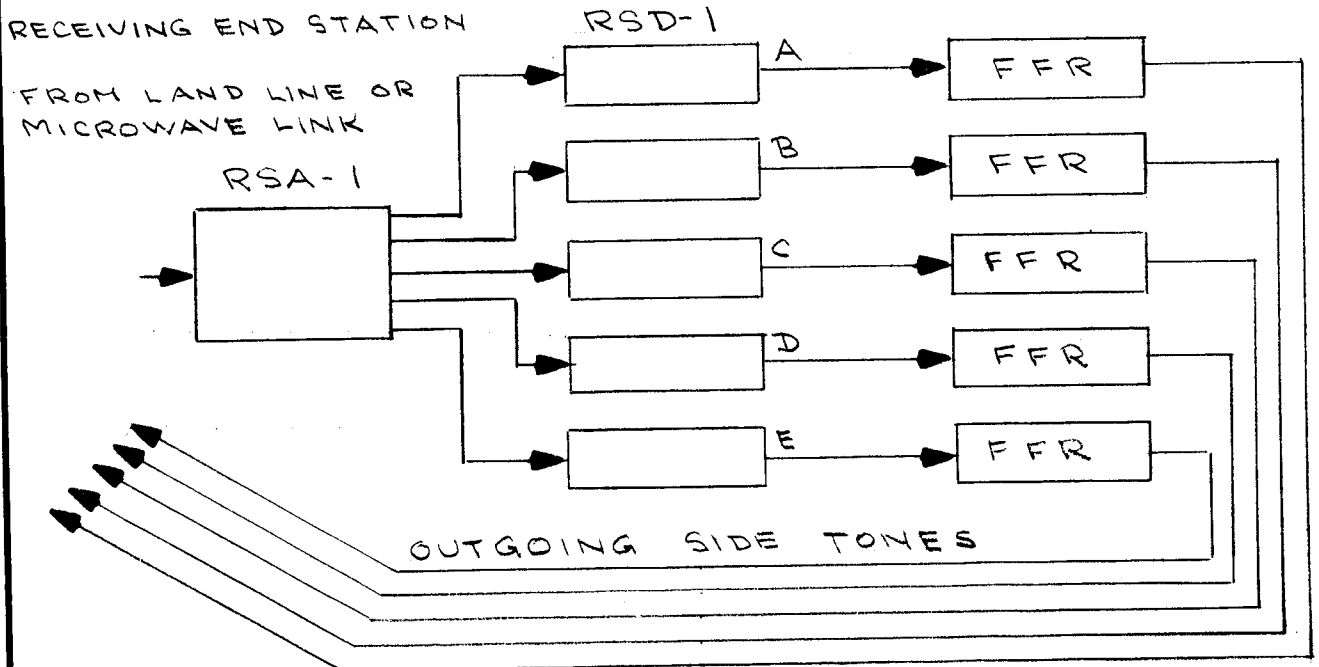 RECEIVING END STATION
RSD-1
FROM LAND LINE OR
MICROWAVE LINK
RSA-1
A
FFR
B
FFR
C
FFR
D
FFR
E
FFR
OUTGOING SIDE TONES